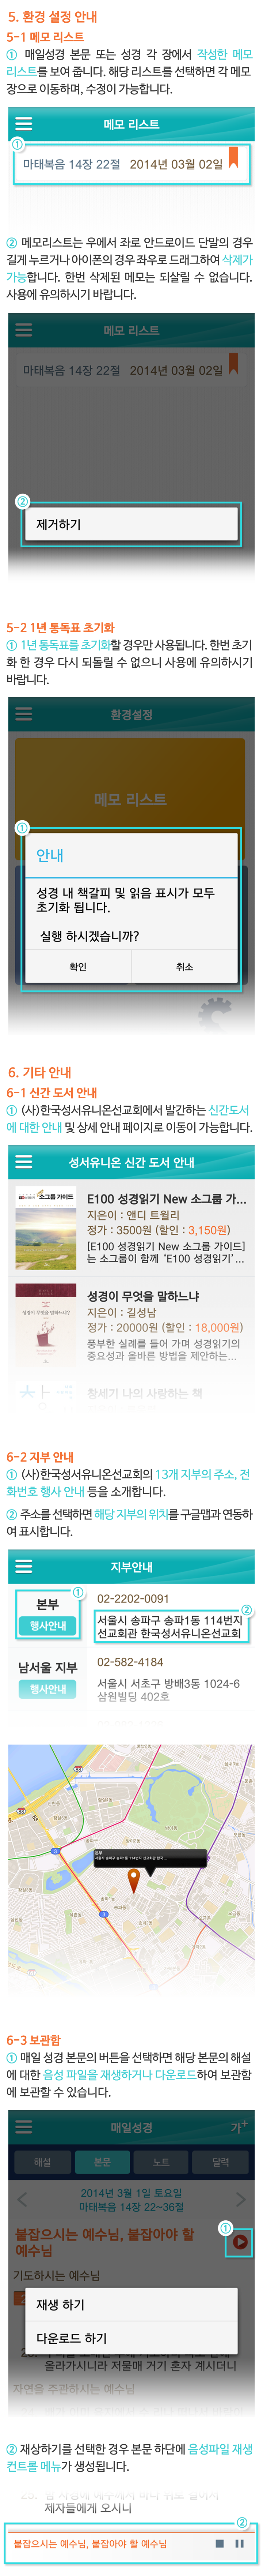 5. 환경 설정 안내
5-1 메모 리스트
① 매일성경 본문 또는 성경 각 장에서 작성한 메모
리스트를 보여 줍니다. 해당 리스트를 선택하면 각 메모
장으로 이동하며, 수정이 가능합니다.
메모 리스트
①
마태복음 14장 22절 2014년 03월 02일
② 메모리스트는 우에서 좌로 안드로이드 단말의 경우
길게 누르거나 아이폰의 경우 좌우로 드래그하여 삭제가
가능합니다. 한번 삭제된 메모는 되살릴 수 없습니다.
사용에 유의하시기 바랍니다.
메모 리스트
마태복음 14장 22절 2014년 03월 02일
②
제거하기
5-2 1년 통독표 초기화
① 1년 통독표를 초기화할 경우만 사용됩니다. 한번 초기
화 한 경우 다시 되돌릴 수 없으니 사용에 유의하시기
바랍니다.
환경설정
메모 리스트
①
안내
성경 내 책갈피 및 읽음 표시가 모두
초기화 됩니다.
실행 하시겠습니까?
확인 취소
6. 기타 안내
6-1 신간 도서 안내
① (사)한국성서유니온선교회에서 발간하는 신간도서
에 대한 안내 및 상세 안내 페이지로 이동이 가능합니다.
성서유니온 신간 도서 안내
소그룹 가이드
E100 성경읽기 New 소그룹 가...
지은이 : 앤디 트윌리
정가 : 3500원 (할인 : 3,150원)
[E100 성경읽기 New 소그룹 가이드]
는 소그룹이 함께 ‘E100 성경읽기’...
성경이 무엇을 말하느냐
지은이 : 길성남
정가 : 20000원 (할인 : 18,000원)
풍부한 실례를 들어 가며 성경읽기의
중요성과 올바른 방법을 제안하는...
창세기 나의 사랑하는 책
6-2 지부 안내
① (사)한국성서유니온선교회의 13개 지부의 주소, 전
화번호 행사 안내 등을 소개합니다.
② 주소를 선택하면 해당 지부의 위치를 구글맵과 연동하
여 표시합니다.
지부안내
①
본부
행사안내
02-2202-0091
②
서울시 송파구 송파1동 114번지
선교회관 한국성서유니온선교회
남서울 지부
행사안내
02-582-4184
서울시 서초구 방배3동 1024-6
삼원빌딩 402호
본부
6-3 보관함
① 매일 성경 본문의 버튼을 선택하면 해당 본문의 해설
에 대한 음성 파일을 재생하거나 다운로드하여 보관함
에 보관할 수 있습니다.
매일성경
가+
해설 본문 노트 달력
2014년 3월 1일 토요일
마태복음 14장 22~36절
붙잡으시는 예수님, 붙잡아야 할
예수님
①
기도하시는 예수님
재생 하기
다운로드 하기
올라가시니라 저물매 거기 혼자 계시더니
자연을 주관하시는 예수님
② 재상하기를 선택한 경우 본문 하단에 음성파일 재생
컨트롤 메뉴가 생성됩니다.
제자들에게 오시니
②
붙잡으시는 예수님, 붙잡아야 할 예수님